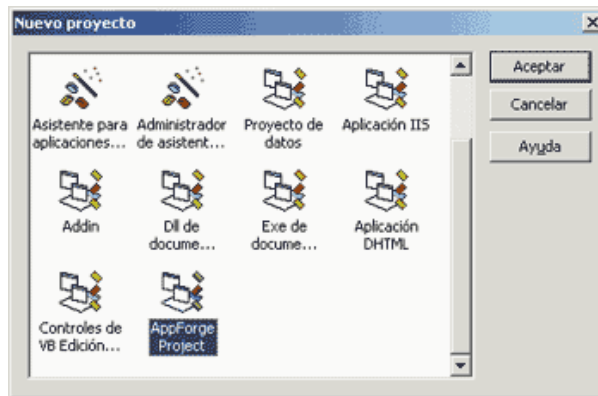 Nuevo proyecto
Aceptar
Cancelar
Ayuda
Asistente para aplicaciones...
Administrador de asistent...
Proyecto de datos
Aplicación IIS
Addin
Dll de docume...
Exe de docume...
Aplicación DHTML
Controles de VB Edición...
AppForge Project